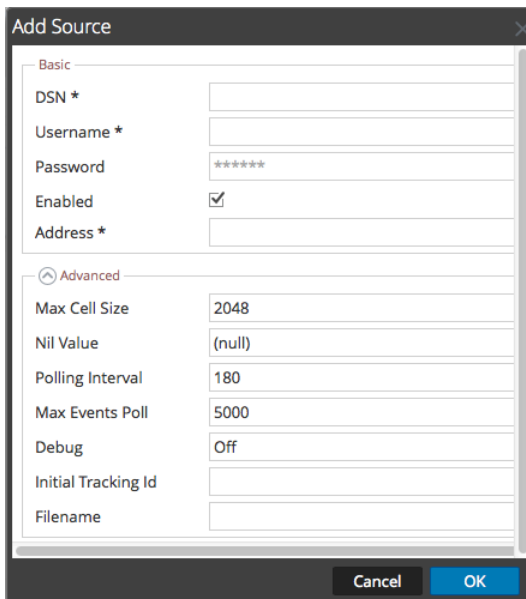 Add Source
Basic
DSN *
Username *
Password ******
Enabled
Address *
Advanced
Max Cell Size 2048
Nil Value (null)
Polling Interval 180
Max Events Poll 5000
Debug Off
Initial Tracking Id
Filename
Cancel OK